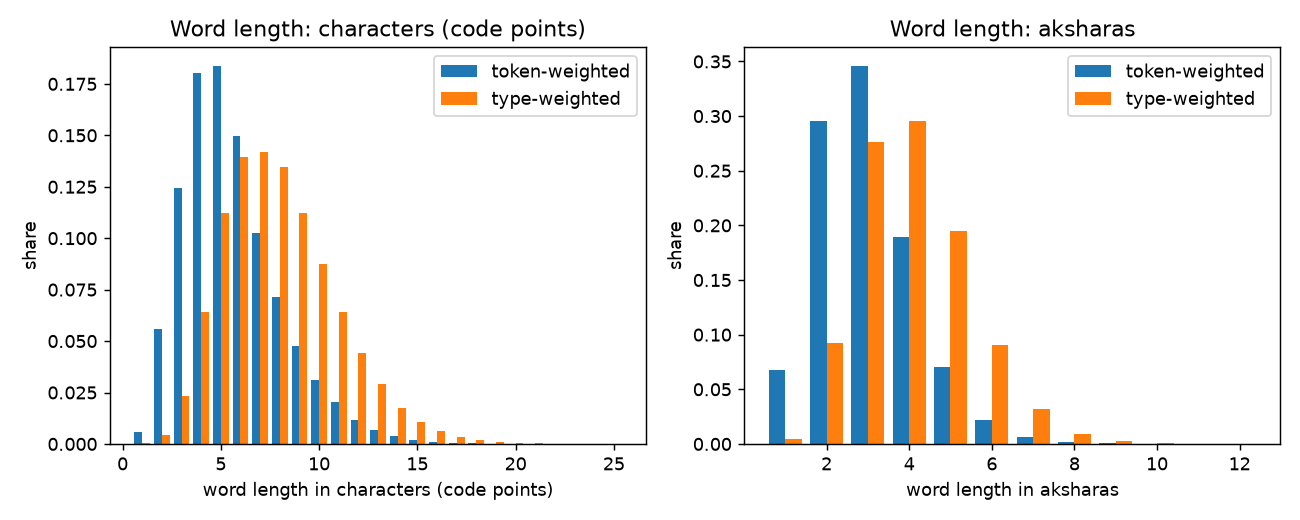 Word length: characters (code points)
token-weighted
type-weighted
0.175
0.150
0.125
0.100
0.075
0.050
0.025
0.000
share
0 5 10 15 20 25
word length in characters (code points)
Word length: aksharas
token-weighted
type-weighted
0.35
0.30
0.25
0.20
0.15
0.10
0.05
0.00
share
2 4 6 8 10 12
word length in aksharas